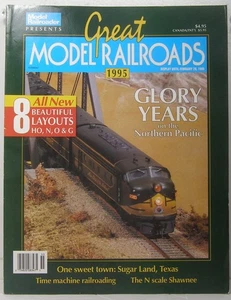 Model Railroader
PRESENTS
Great
MODEL RAILROADS
1995
$4.95
8
All New
BEAUTIFUL
LAYOUTS
HO, N, O & G
GLORY
YEARS
on the
Northern Pacific
One sweet town: Sugar Land, Texas
Time machine railroading
The N scale Shawnee